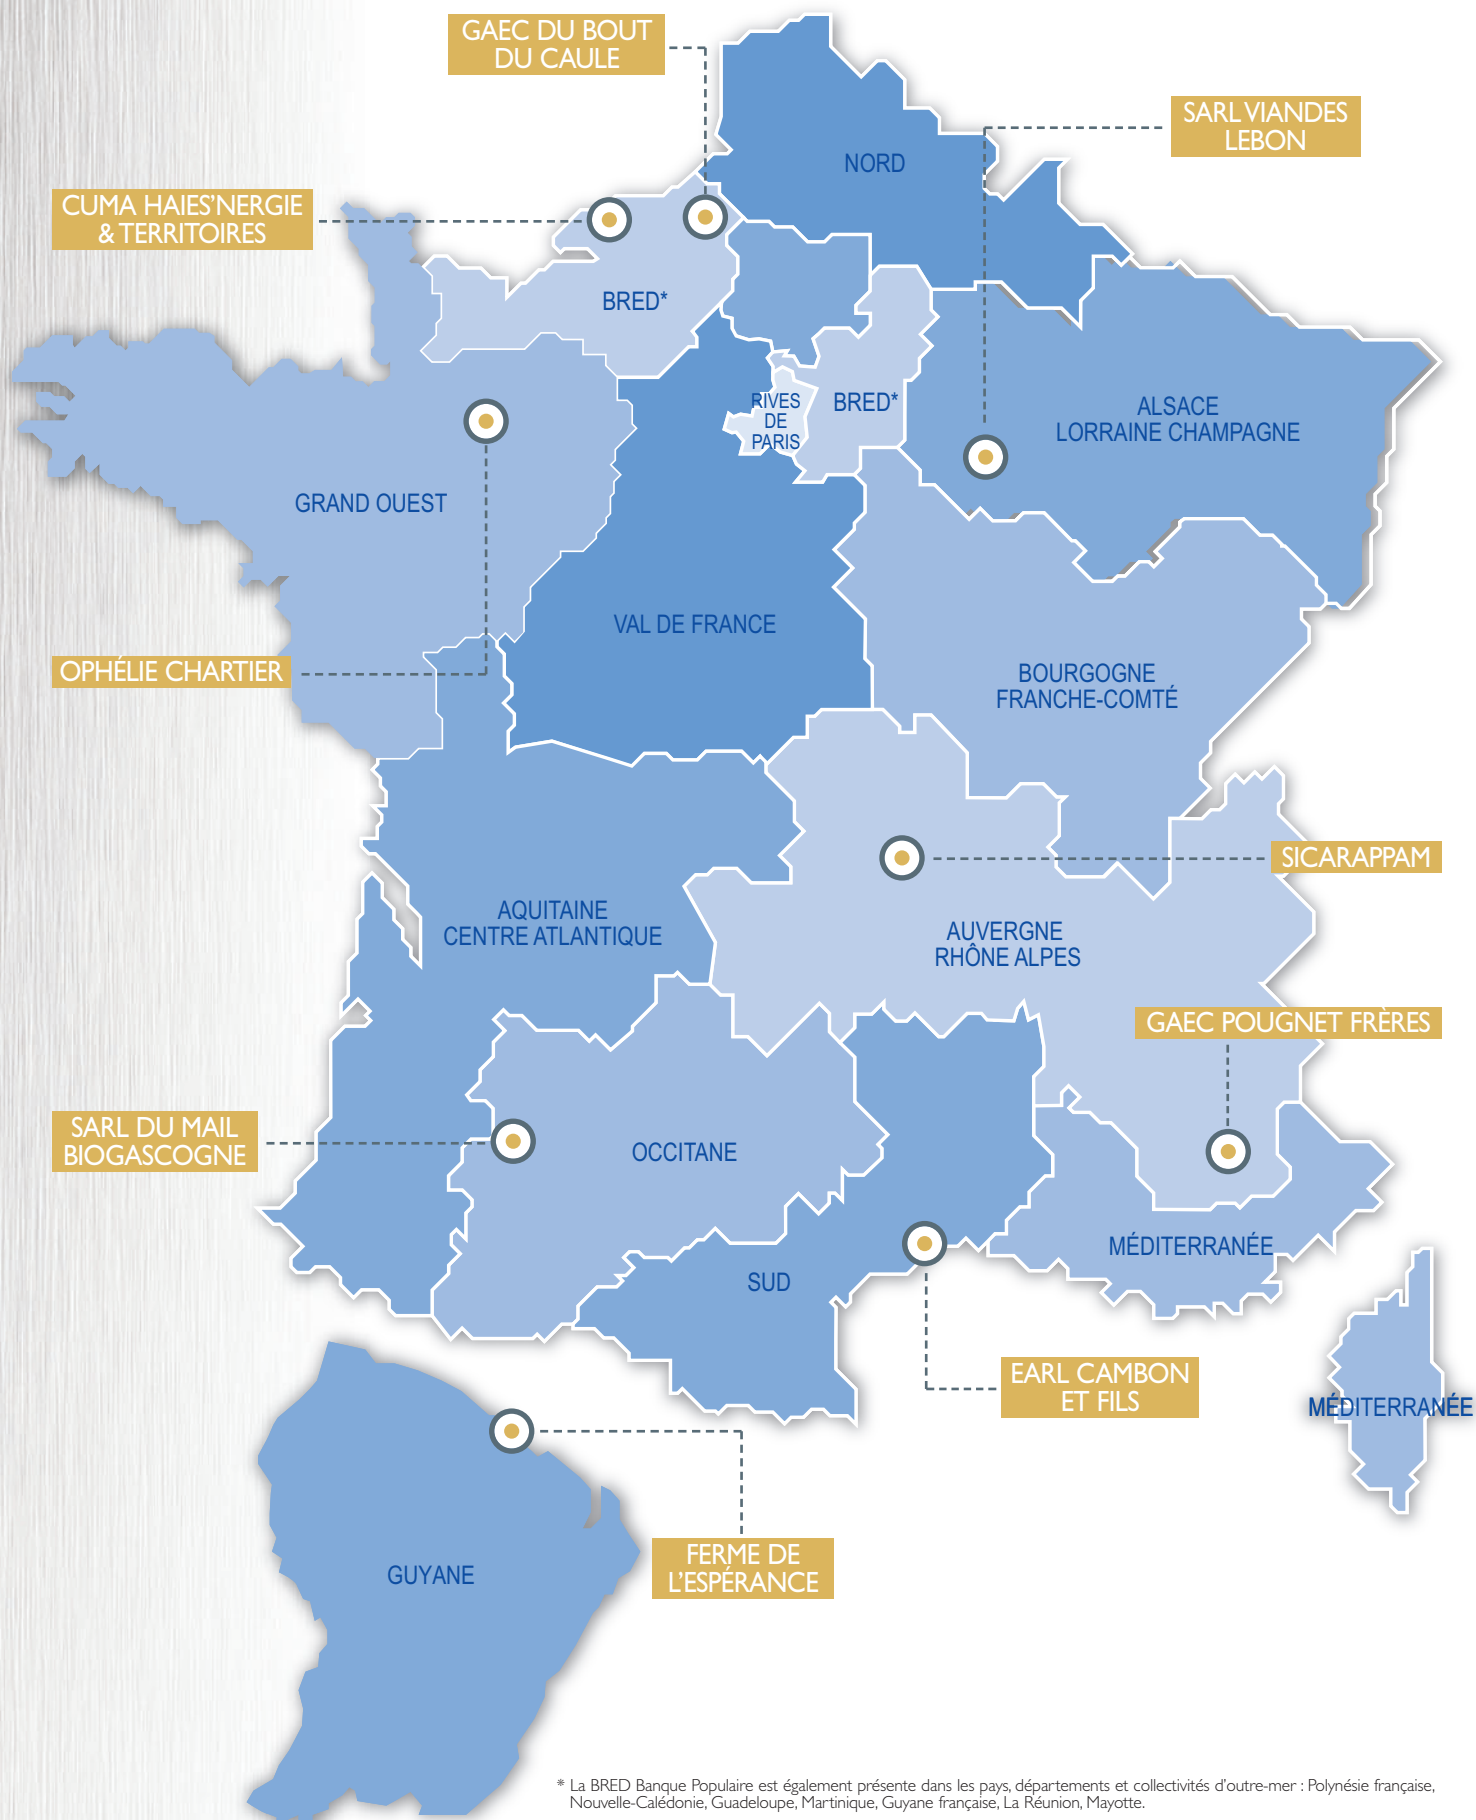 GAEC DU BOUT
DU CAULE
SARL VIANDES
LEBON
NORD
CUMA HAIES’NERGIE
& TERRITOIRES
BRED*
RIVES
DE
PARIS
BRED*
ALSACE
LORRAINE CHAMPAGNE
GRAND OUEST
VAL DE FRANCE
OPHÉLIE CHARTIER
BOURGOGNE
FRANCHE-COMTÉ
SICARAPPAM
AQUITAINE
CENTRE ATLANTIQUE
AUVERGNE
RHÔNE ALPES
GAEC POUGNET FRÈRES
SARL DU MAIL
BIOGASCOGNE
OCCITANE
MÉDITERRANÉE
SUD
EARL CAMBON
ET FILS
MÉDITERRANÉE
FERME DE
L’ESPÉRANCE
GUYANE
* La BRED Banque Populaire est également présente dans les pays, départements et collectivités d’outre-mer : Polynésie française,
Nouvelle-Calédonie, Guadeloupe, Martinique, Guyane française, La Réunion, Mayotte.